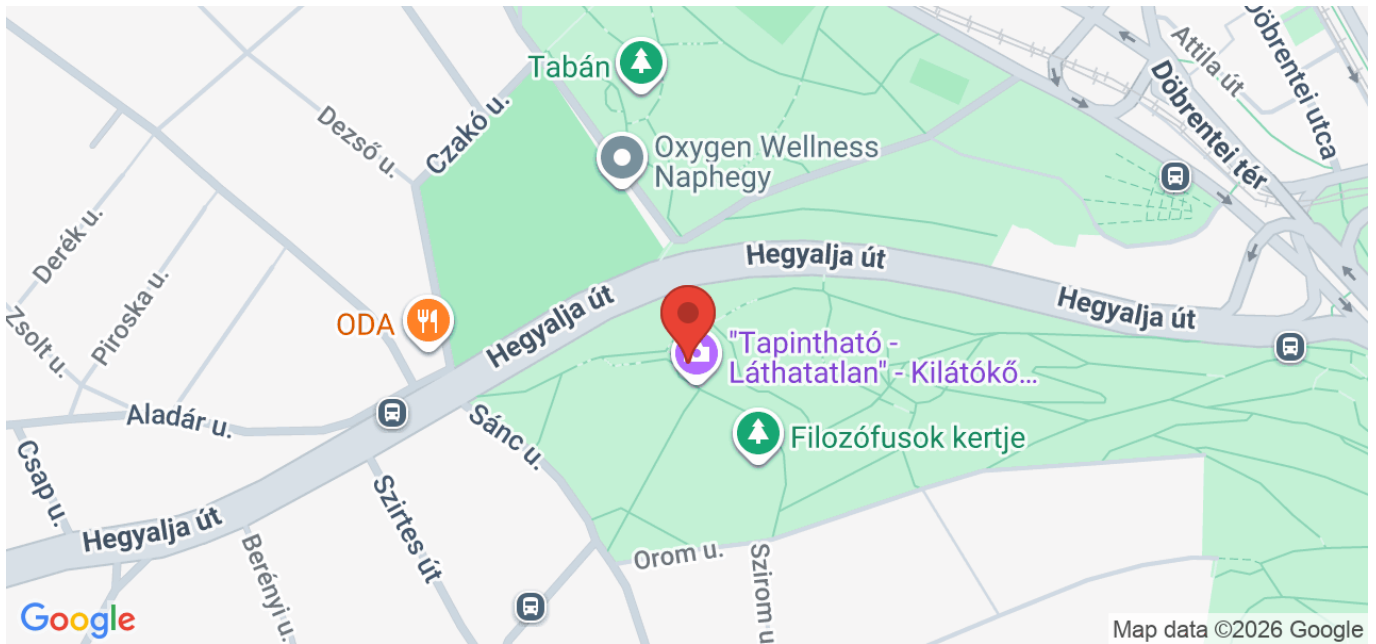 Tabán
Döbrentei utca
Attila út
Döbrentei tér
Czakó u.
Dezső u.
Oxygen Wellness
Naphegy
Derék u.
Piroska u.
Zsolt u.
Hegyalja út
Hegyalja út
Hegyalja út
ODA
"Tapintható -
Láthatatlan" - Kilátókő...
Aladár u.
Sánc u.
Filozófusok kertje
Csap u.
Szirtes út
Hegyalja út
Berényi u.
Orom u.
Szirom u
Google
Map data ©2026 Google